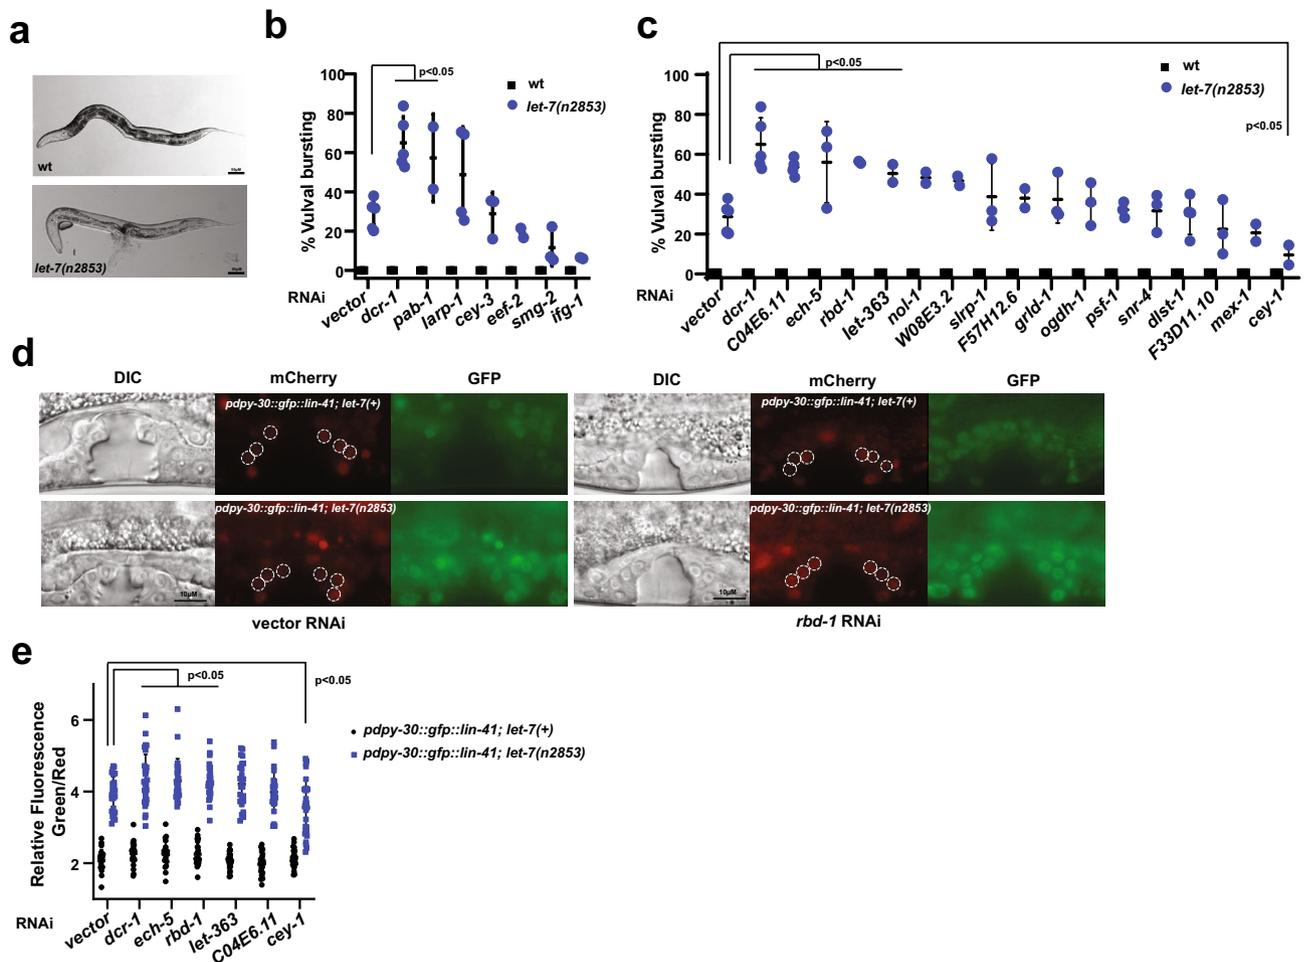 a
wt
let-7(n2853)
b
p<0.05
wt
let-7(n2853)
% Vulval bursting
100
80
60
40
20
0
RNAi
vector
dcr-1
pab-1
larp-1
cey-3
eef-2
smg-2
ifg-1
c
p<0.05
wt
let-7(n2853)
p<0.05
% Vulval bursting
100
80
60
40
20
0
RNAi
vector
dcr-1
C04E6.11
ech-5
rbd-1
let-363
nol-1
W08E3.2
slrp-1
F57H12.6
grld-1
ogdh-1
psf-1
snr-4
dlst-1
F33D11.10
mex-1
cey-1
d
DIC
mCherry
GFP
DIC
mCherry
GFP
pdpy-30::gfp::lin-41; let-7(+)
pdpy-30::gfp::lin-41; let-7(+)
pdpy-30::gfp::lin-41; let-7(n2853)
pdpy-30::gfp::lin-41; let-7(n2853)
10μM
10μM
vector RNAi
rbd-1 RNAi
e
p<0.05
p<0.05
Relative Fluorescence
Green/Red
6
4
2
pdpy-30::gfp::lin-41; let-7(+)
pdpy-30::gfp::lin-41; let-7(n2853)
RNAi
vector
dcr-1
ech-5
rbd-1
let-363
C04E6.11
cey-1